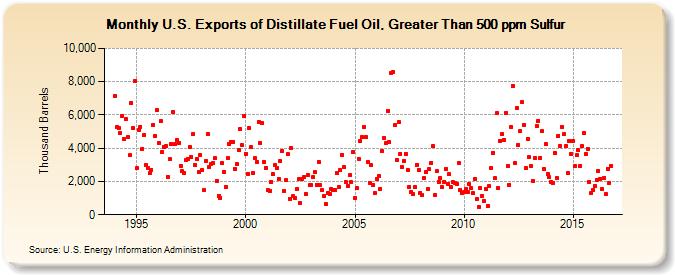 Monthly U.S. Exports of Distillate Fuel Oil, Greater Than 500 ppm Sulfur
Thousand Barrels
10,000
8,000
6,000
4,000
2,000
0
1995 2000 2005 2010 2015
Source: U.S. Energy Information Administration